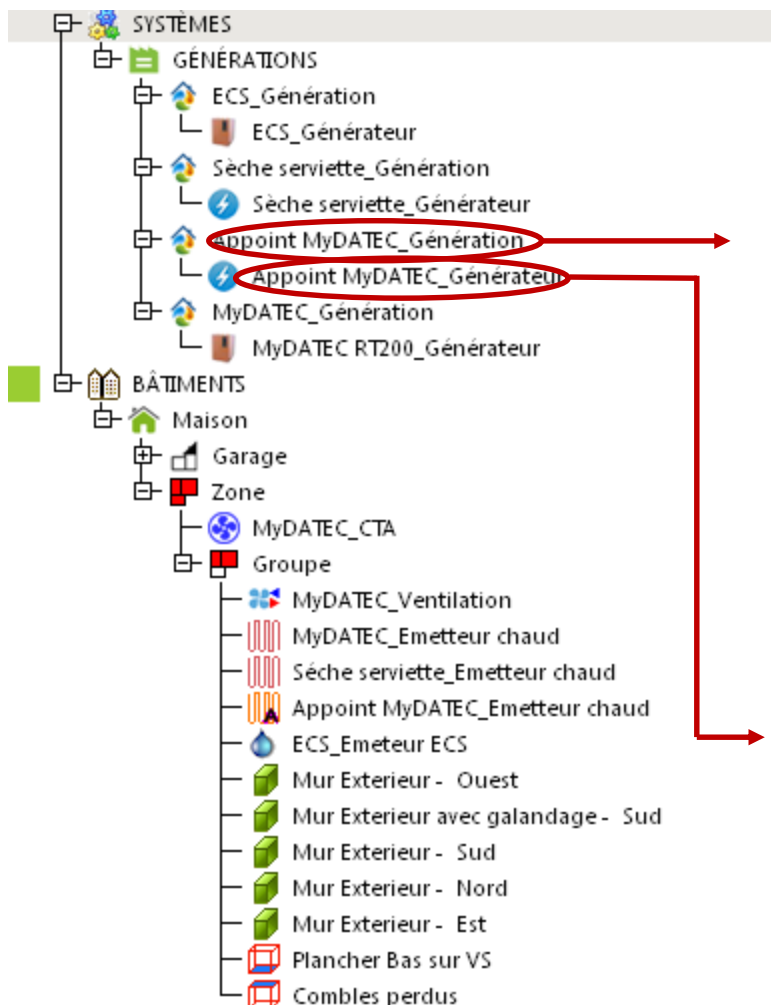 SYSTÈMES
GÉNÉRATIONS
ECS_Génération
ECS_Générateur
Sèche serviette_Génération
Sèche serviette_Générateur
Appoint MyDATEC_Génération
Appoint MyDATEC_Générateur
MyDATEC_Génération
MyDATEC RT200_Générateur
BÂTIMENTS
Maison
Garage
Zone
MyDATEC_CTA
Groupe
MyDATEC_Ventilation
MyDATEC_Emetteur chaud
Séche serviette_Emetteur chaud
Appoint MyDATEC_Emetteur chaud
ECS_Emeteur ECS
Mur Exterieur - Ouest
Mur Exterieur avec galandage - Sud
Mur Exterieur - Sud
Mur Exterieur - Nord
Mur Exterieur - Est
Plancher Bas sur VS
Combles perdus